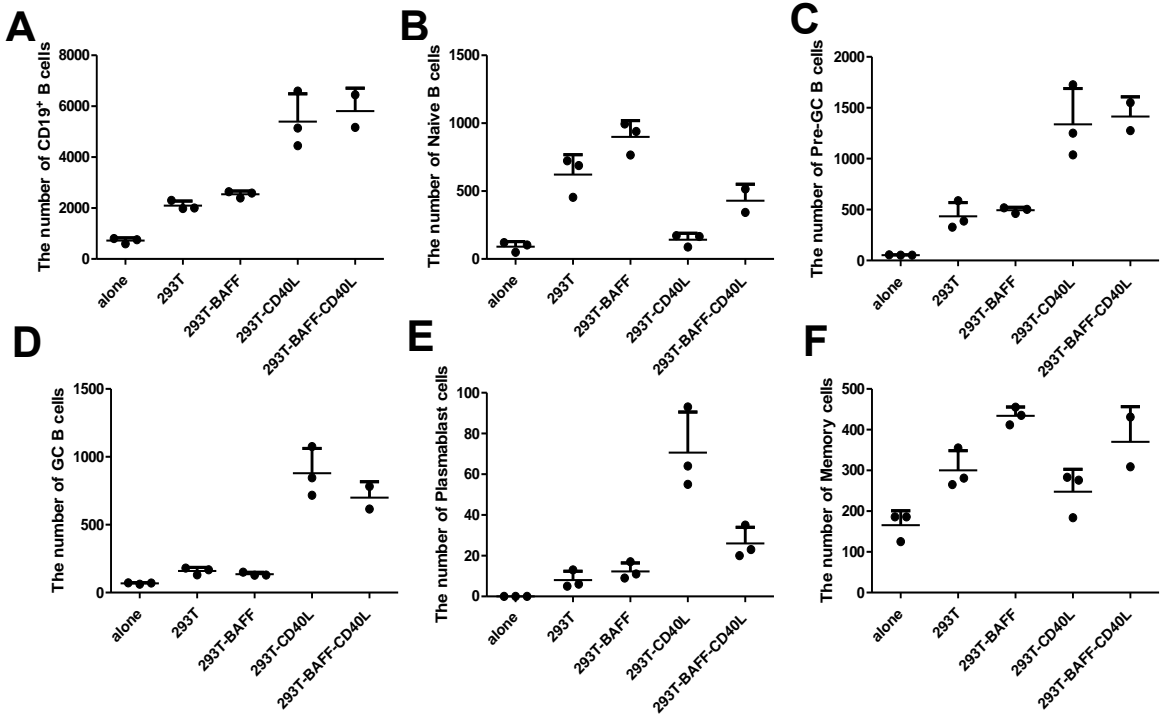 A
The number of CD19⁺ B cells
8000
6000
4000
2000
0
alone
293T
293T-BAFF
293T-CD40L
293T-BAFF-CD40L
B
The number of Naive B cells
1500
1000
500
0
alone
293T
293T-BAFF
293T-CD40L
293T-BAFF-CD40L
C
The number of Pre-GC B cells
2000
1500
1000
500
0
alone
293T
293T-BAFF
293T-CD40L
293T-BAFF-CD40L
D
The number of GC B cells
1500
1000
500
0
alone
293T
293T-BAFF
293T-CD40L
293T-BAFF-CD40L
E
The number of Plasmablast cells
100
80
60
40
20
0
alone
293T
293T-BAFF
293T-CD40L
293T-BAFF-CD40L
F
The number of Memory cells
500
400
300
200
100
0
alone
293T
293T-BAFF
293T-CD40L
293T-BAFF-CD40L